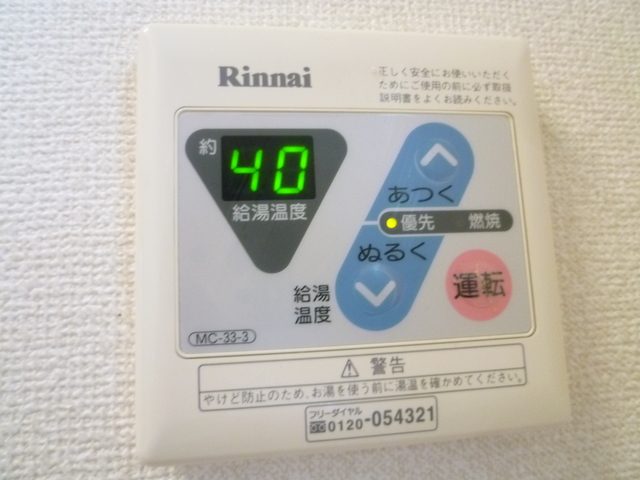 Rinnai
正しく安全にお使いいただく
ためにご使用の前に必ず取扱
説明書をよくお読みください。
約
40
給湯温度
あつく
優先 燃焼
ぬるく
給湯
温度
運転
MC-33-3
⚠ 警告
やけど防止のため、お湯を使う前に湯温を確かめてください。
フリーダイヤル
0120-054321